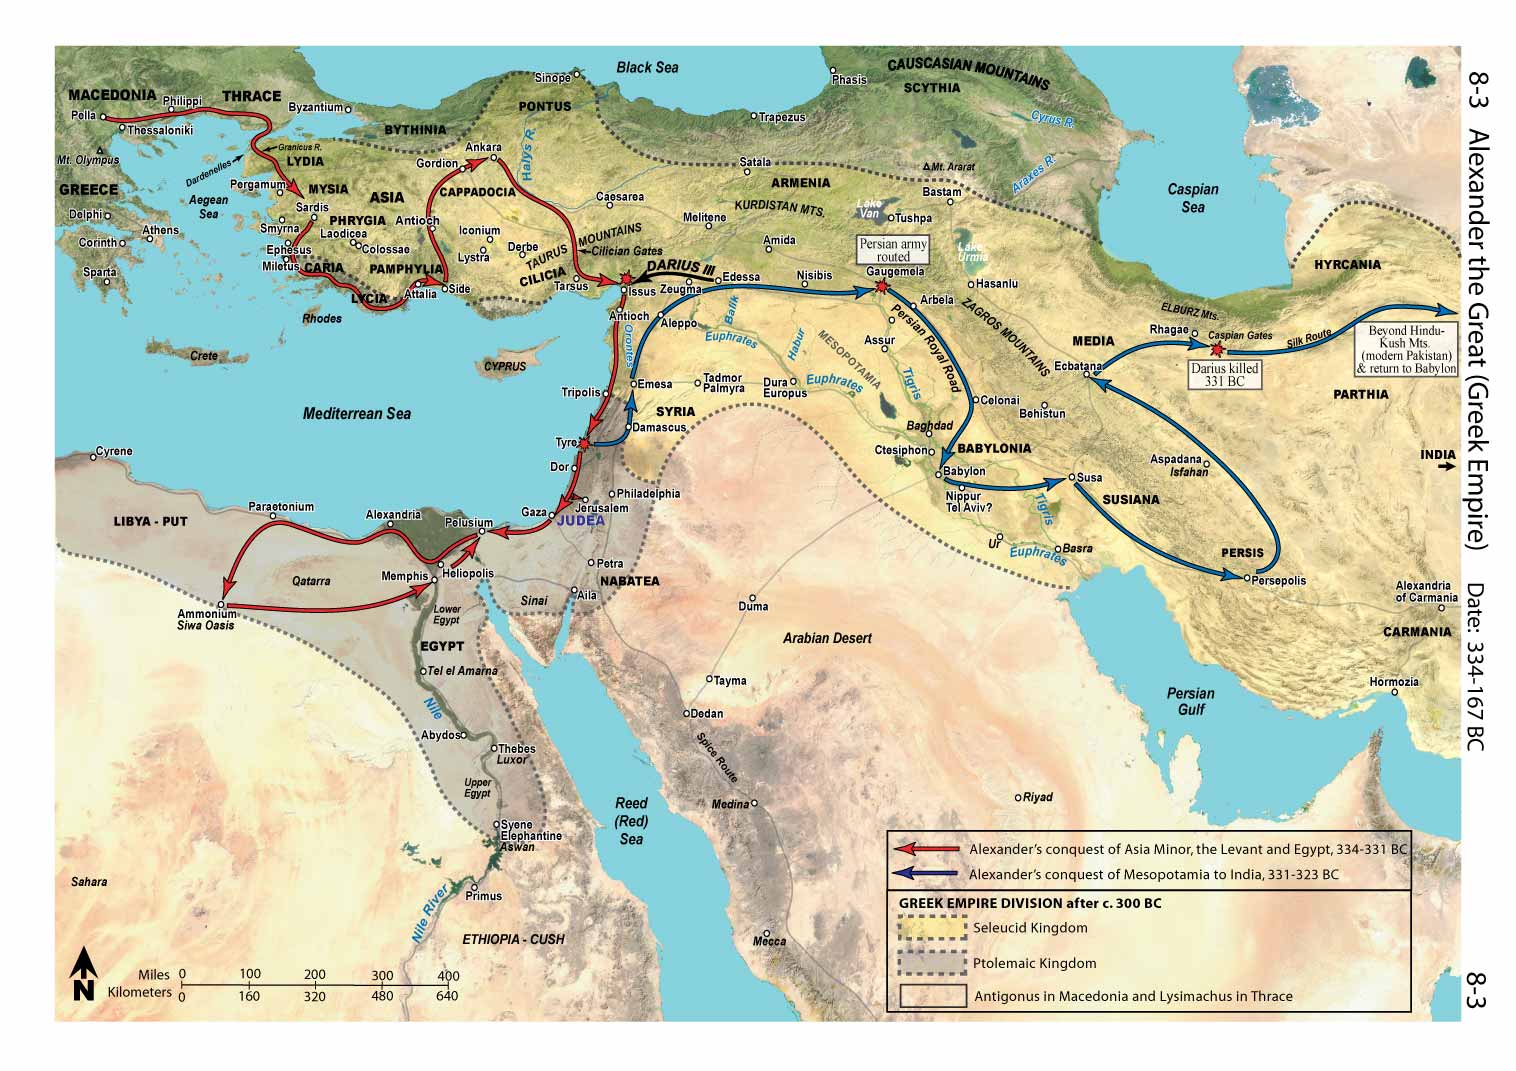 8-3 Alexander the Great (Greek Empire) Date: 334-167 BC 8-3
Black Sea
Sinope
Phasis
CAUSCASIAN MOUNTAINS
SCYTHIA
MACEDONIA
THRACE
Philippi
Pella
Thessaloniki
Byzantium
BYTHINIA
PONTUS
Trapezus
Cyrus R.
Mt. Olympus
Granicus R.
Dardenelles
LYDIA
Ankara
Gordion
Halys R.
Satala
Mt. Ararat
Araxes R.
GREECE
Pergamum
MYSIA
ASIA
CAPPADOCIA
Caesarea
ARMENIA
Bastam
Caspian
Sea
Aegean
Sea
Sardis
Delphi
Smyrna
PHRYGIA
Antioch
Laodicea
Colossae
Iconium
Melitene
KURDISTAN MTS.
Lake
Van
Tushpa
Athens
Corinth
Ephesus
Lystra
Derbe
TAURUS MOUNTAINS
Cilician Gates
Amida
Persian army
routed
Lake
Urmia
Sparta
Miletus
CARIA
PAMPHYLIA
CILICIA
Tarsus
DARIUS III
Edessa
Nisibis
Gaugemela
Hasanlu
HYRCANIA
LYCIA
Attalia
Side
Issus
Zeugma
Rhodes
Antioch
Aleppo
Balik
Arbela
ZAGROS MOUNTAINS
ELBURZ Mts.
Orontes
Euphrates
Habur
MESOPOTAMIA
Assur
Persian Royal Road
MEDIA
Rhagae
Caspian Gates
Silk Route
Beyond Hindu-
Kush Mts.
(modern Pakistan)
& return to Babylon
Crete
CYPRUS
Emesa
Tadmor
Palmyra
Dura
Europus
Euphrates
Tigris
Ecbatana
Darius killed
331 BC
PARTHIA
Tripolis
Mediterrean Sea
SYRIA
Celonai
Behistun
Damascus
Tyre
Baghdad
Cyrene
Ctesiphon
BABYLONIA
Aspadana
Isfahan
INDIA
Dor
Babylon
Susa
Philadelphia
Jerusalem
Nippur
Tel Aviv?
Tigris
SUSIANA
Paraetonium
Alexandria
Pelusium
Gaza
JUDEA
LIBYA - PUT
Ur
Euphrates
Basra
PERSIS
Persepolis
Petra
Qatarra
Memphis
Heliopolis
NABATEA
Alexandria
of Carmania
Ammonium
Siwa Oasis
Lower
Egypt
Sinai
Aila
Duma
Arabian Desert
CARMANIA
EGYPT
Tel el Amarna
Tayma
Hormozia
Nile
Dedan
Persian
Gulf
Abydos
Thebes
Luxor
Spice Route
Upper
Egypt
Reed
(Red)
Sea
Medina
Riyad
Syene
Elephantine
Aswan
Sahara
Primus
Nile River
ETHIOPIA - CUSH
Mecca
N
Miles 0 100 200 300 400
Kilometers 0 160 320 480 640
Alexander's conquest of Asia Minor, the Levant and Egypt, 334-331 BC
Alexander's conquest of Mesopotamia to India, 331-323 BC
GREEK EMPIRE DIVISION after c. 300 BC
Seleucid Kingdom
Ptolemaic Kingdom
Antigonus in Macedonia and Lysimachus in Thrace